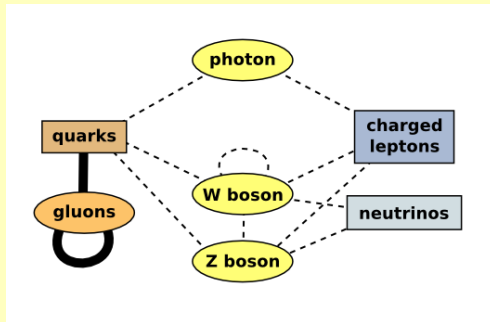 photon
quarks
charged
leptons
W boson
gluons
neutrinos
Z boson